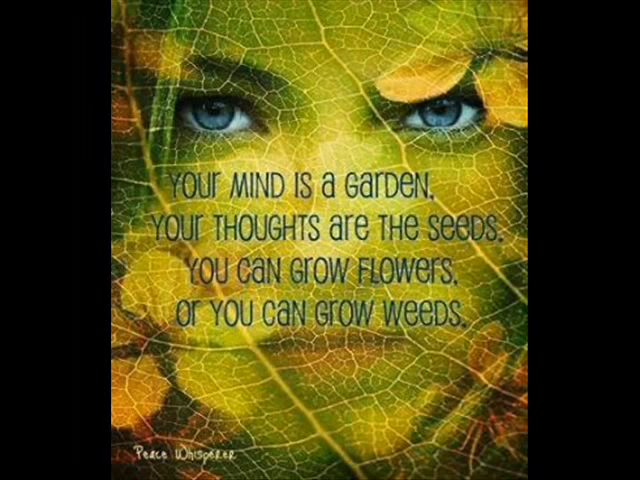 YOUR MIND IS A GARDEN,
YOUR THOUGHTS ARE THE SEEDS,
YOU CAN GROW FLOWERS,
OR YOU CAN GROW WEEDS.
Peace Whisperer